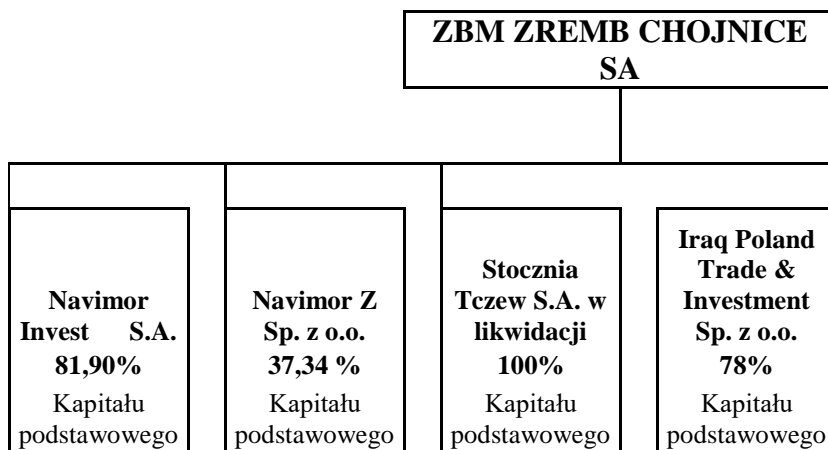 ZBM ZREMB CHOJNICE
SA
Navimor
Invest S.A.
81,90%
Kapitału
podstawowego
Navimor Z
Sp. z o.o.
37,34 %
Kapitału
podstawowego
Stocznia
Tczew S.A. w
likwidacji
100%
Kapitału
podstawowego
Iraq Poland
Trade &
Investment
Sp. z o.o.
78%
Kapitału
podstawowego